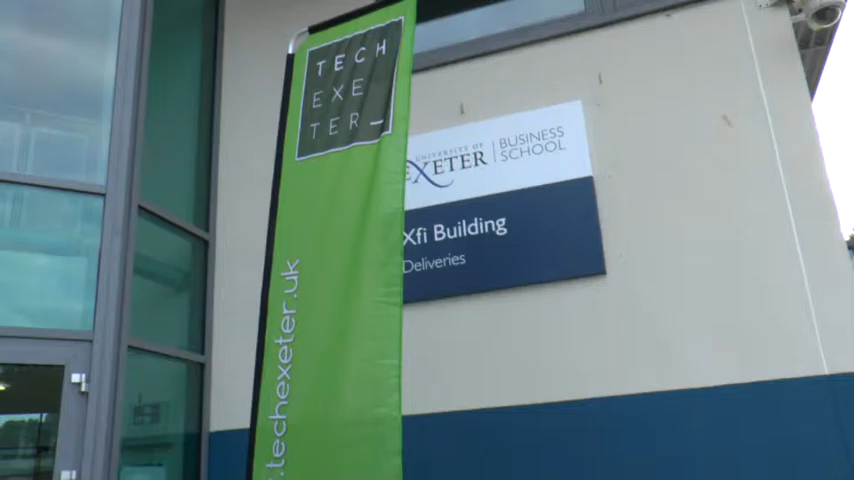 TECH
EXE
TER_
.techexeter.uk
UNIVERSITY OF
EXETER
BUSINESS
SCHOOL
Xfi Building
Deliveries